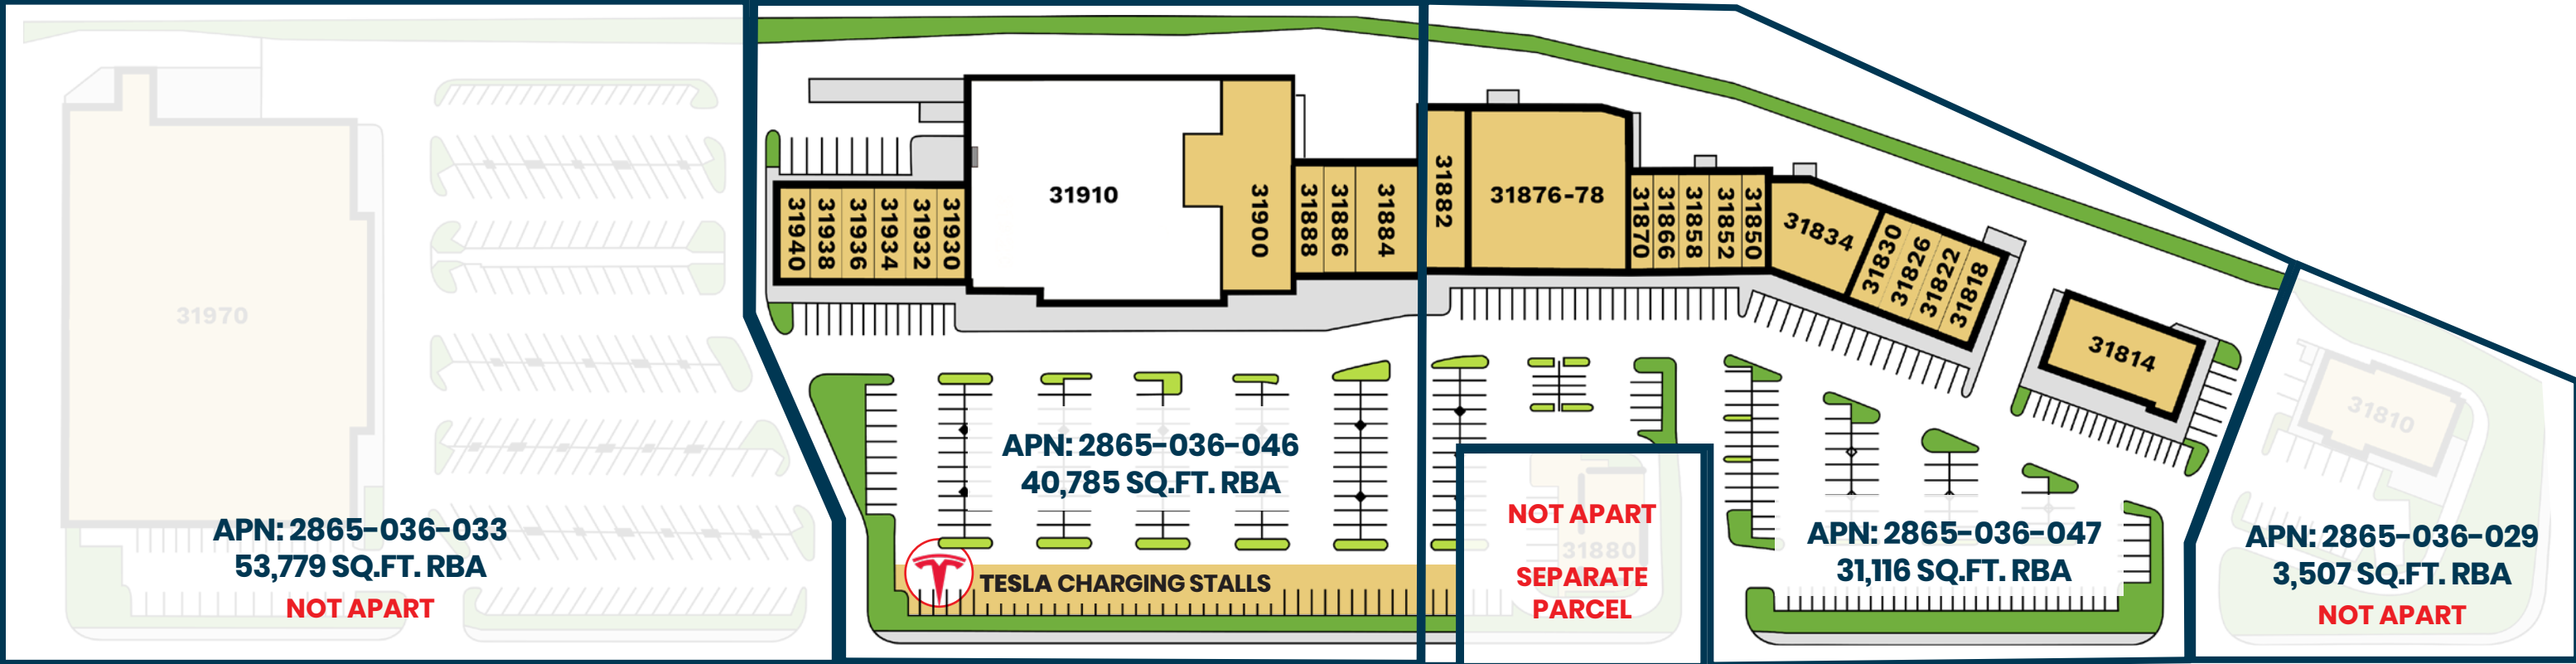 31970
APN: 2865-036-033
53,779 SQ.FT. RBA
NOT APART
31940
31938
31936
31934
31932
31930
31910
31900
31888
31886
31884
APN: 2865-036-046
40,785 SQ.FT. RBA
TESLA CHARGING STALLS
31882
31876-78
31870
31866
31858
31852
31850
31834
31830
31826
31822
31818
31814
NOT APART
31880
SEPARATE
PARCEL
APN: 2865-036-047
31,116 SQ.FT. RBA
31810
APN: 2865-036-029
3,507 SQ.FT. RBA
NOT APART